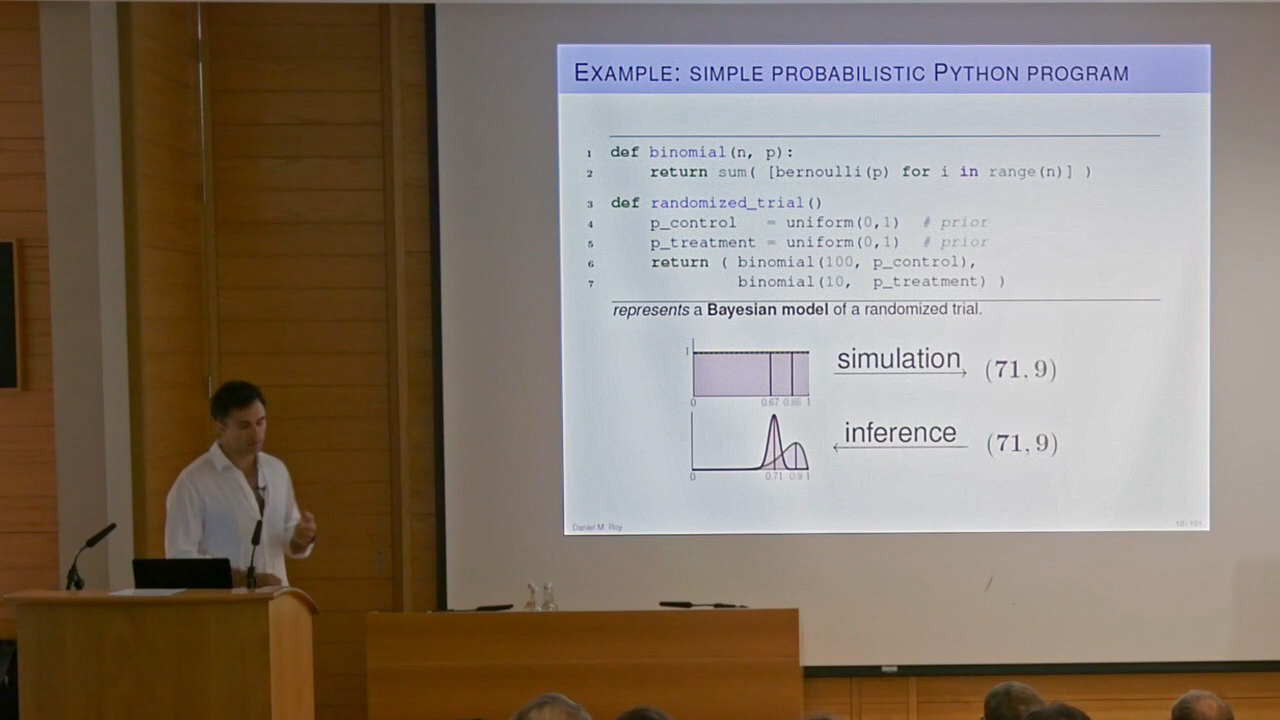 EXAMPLE: SIMPLE PROBABILISTIC PYTHON PROGRAM
1 def binomial(n, p):
2 return sum( [bernoulli(p) for i in range(n)] )
3 def randomized_trial()
4 p_control = uniform(0,1) # prior
5 p_treatment = uniform(0,1) # prior
6 return ( binomial(100, p_control),
7 binomial(10, p_treatment) )
represents a Bayesian model of a randomized trial.
1
simulation (71, 9)
0 0.67 0.86 1
inference (71, 9)
0 0.71 0.9 1
Daniel M. Roy